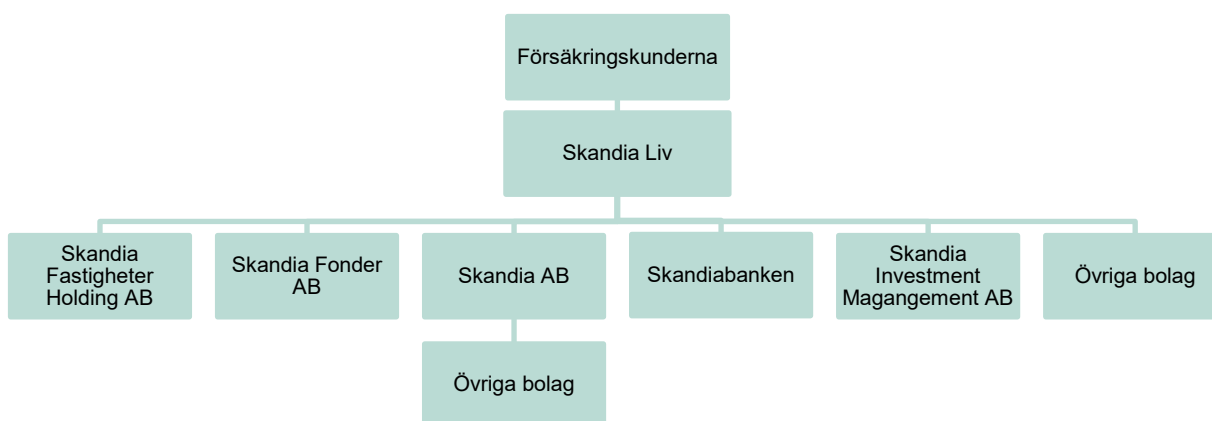 Försäkringskunderna
Skandia Liv
Skandia
Fastigheter
Holding AB
Skandia Fonder
AB
Skandia AB
Skandiabanken
Skandia
Investment
Magangement AB
Övriga bolag
Övriga bolag